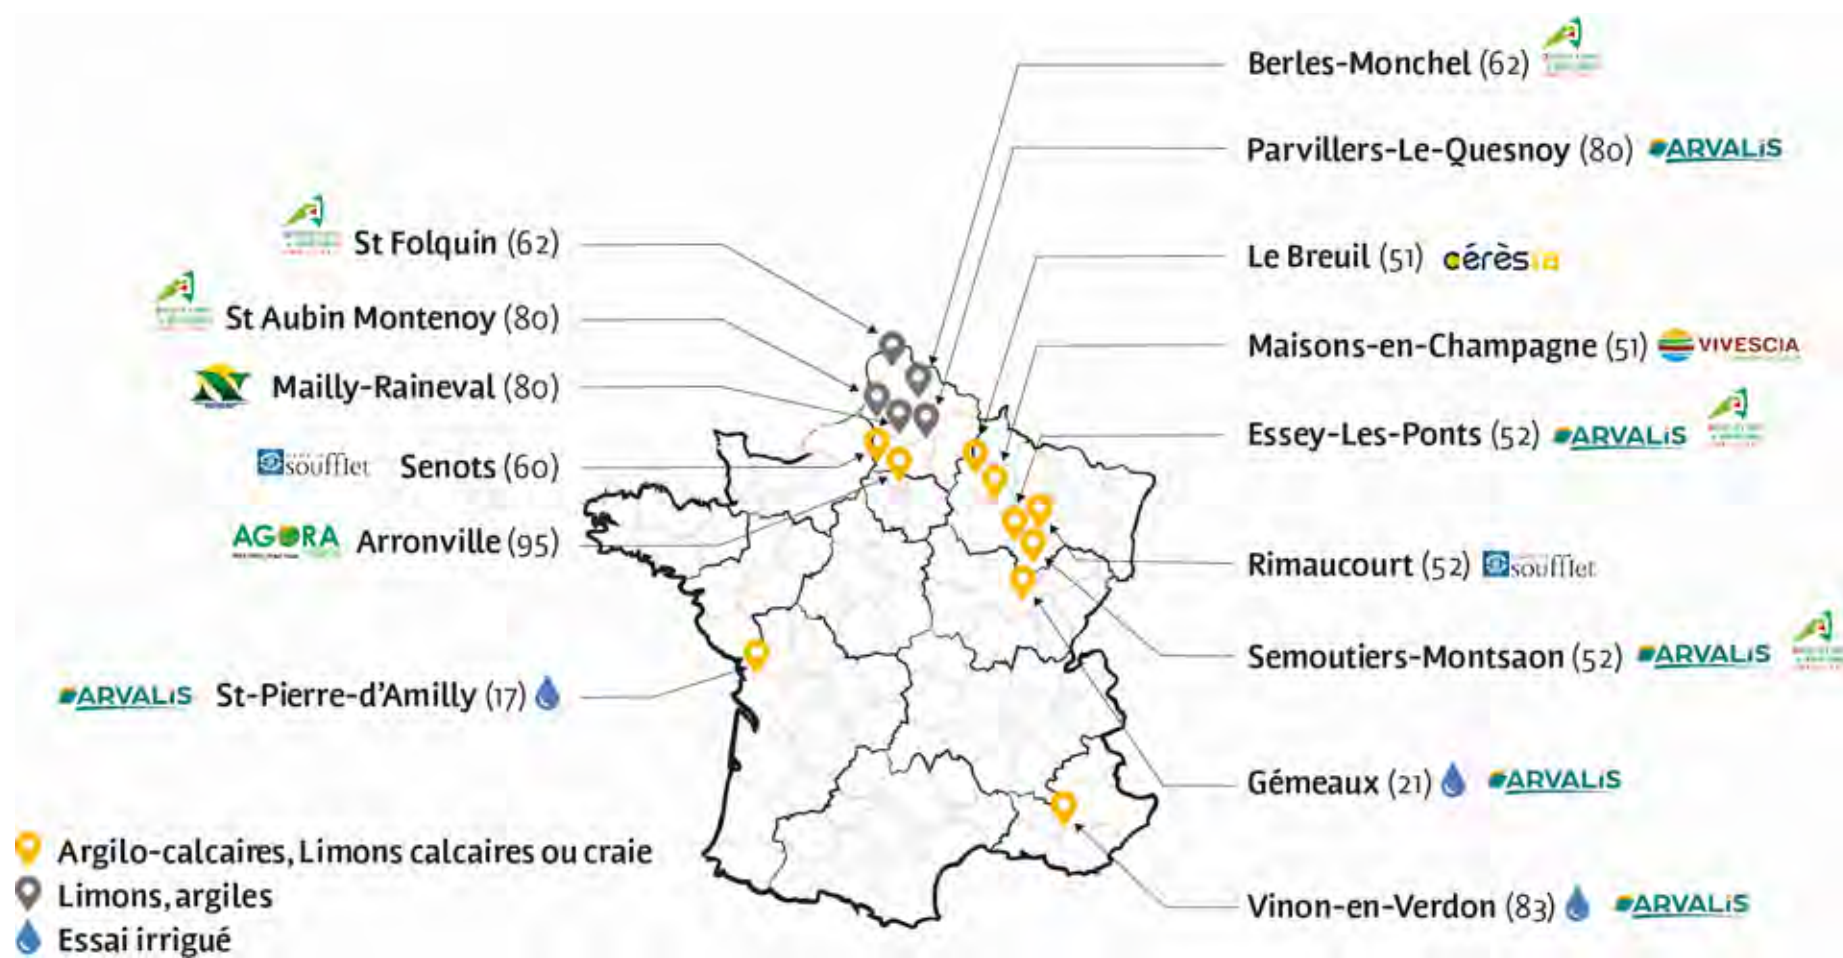 Berles-Monchel (62)
Parvillers-Le-Quesnoy (80) ARVALIS
St Folquin (62)
Le Breuil (51) cérèsia
St Aubin Montenoy (80)
Maisons-en-Champagne (51) VIVESCIA
Mailly-Raineval (80)
Essey-Les-Ponts (52) ARVALIS
soufflet Senots (60)
AGORA Arronville (95)
Rimaucourt (52) soufflet
Semoutiers-Montsaon (52) ARVALIS
ARVALIS St-Pierre-d'Amilly (17)
Gémeaux (21) ARVALIS
Vinon-en-Verdon (83) ARVALIS
Argilo-calcaires, Limons calcaires ou craie
Limons, argiles
Essai irrigué